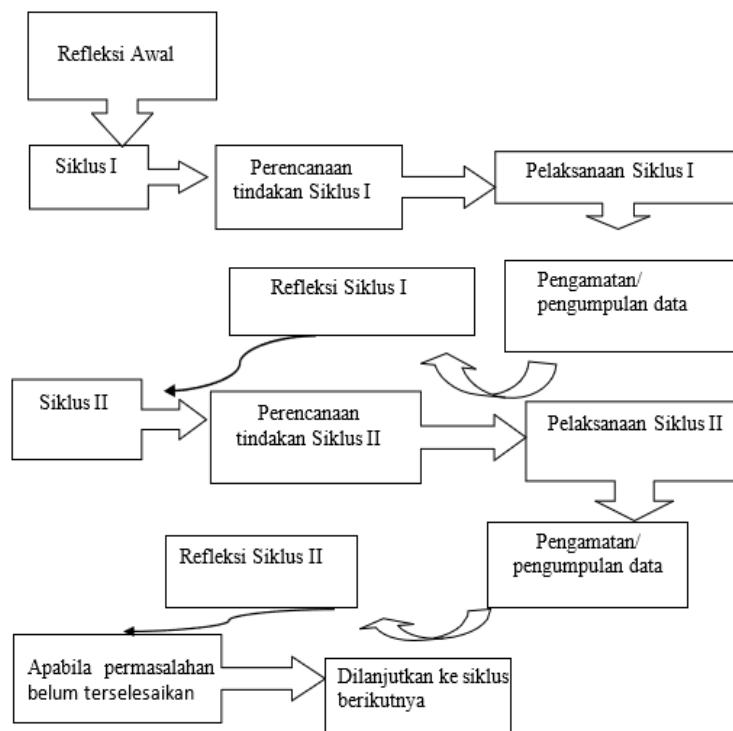 Refleksi Awal
Siklus I
Perencanaan
tindakan Siklus I
Pelaksanaan Siklus I
Pengamatan/
pengumpulan data
Refleksi Siklus I
Siklus II
Perencanaan
tindakan Siklus II
Pelaksanaan Siklus II
Pengamatan/
pengumpulan data
Refleksi Siklus II
Apabila permasalahan
belum terselesaikan
Dilanjutkan ke siklus
berikutnya